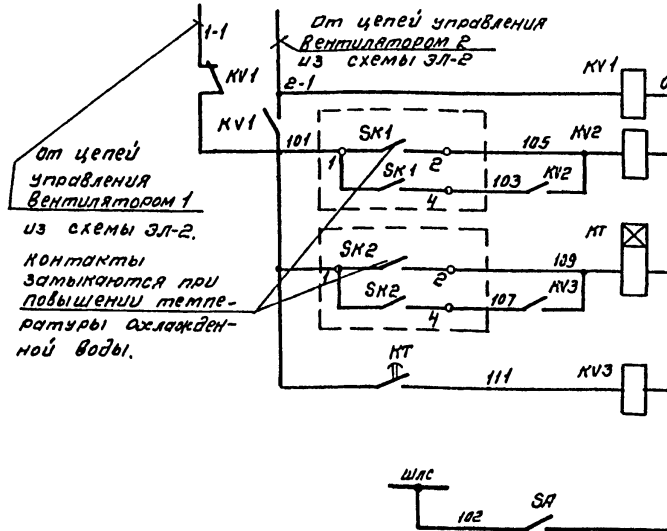 От цепей управления
вентилятором 2
из схемы ЭЛ-2
1-1
KV1
2-1
KV1
KV1
101
SK1
1
2
105
KV2
SK1
4
103
KV2
От цепей
управления
вентилятором 1
из схемы ЭЛ-2.
Контакты
замыкаются при
повышении темпе-
ратуры охлажден-
ной воды.
SK2
1
2
109
КТ
SK2
4
107
KV3
КТ
111
KV3
ШЛС
102
SA